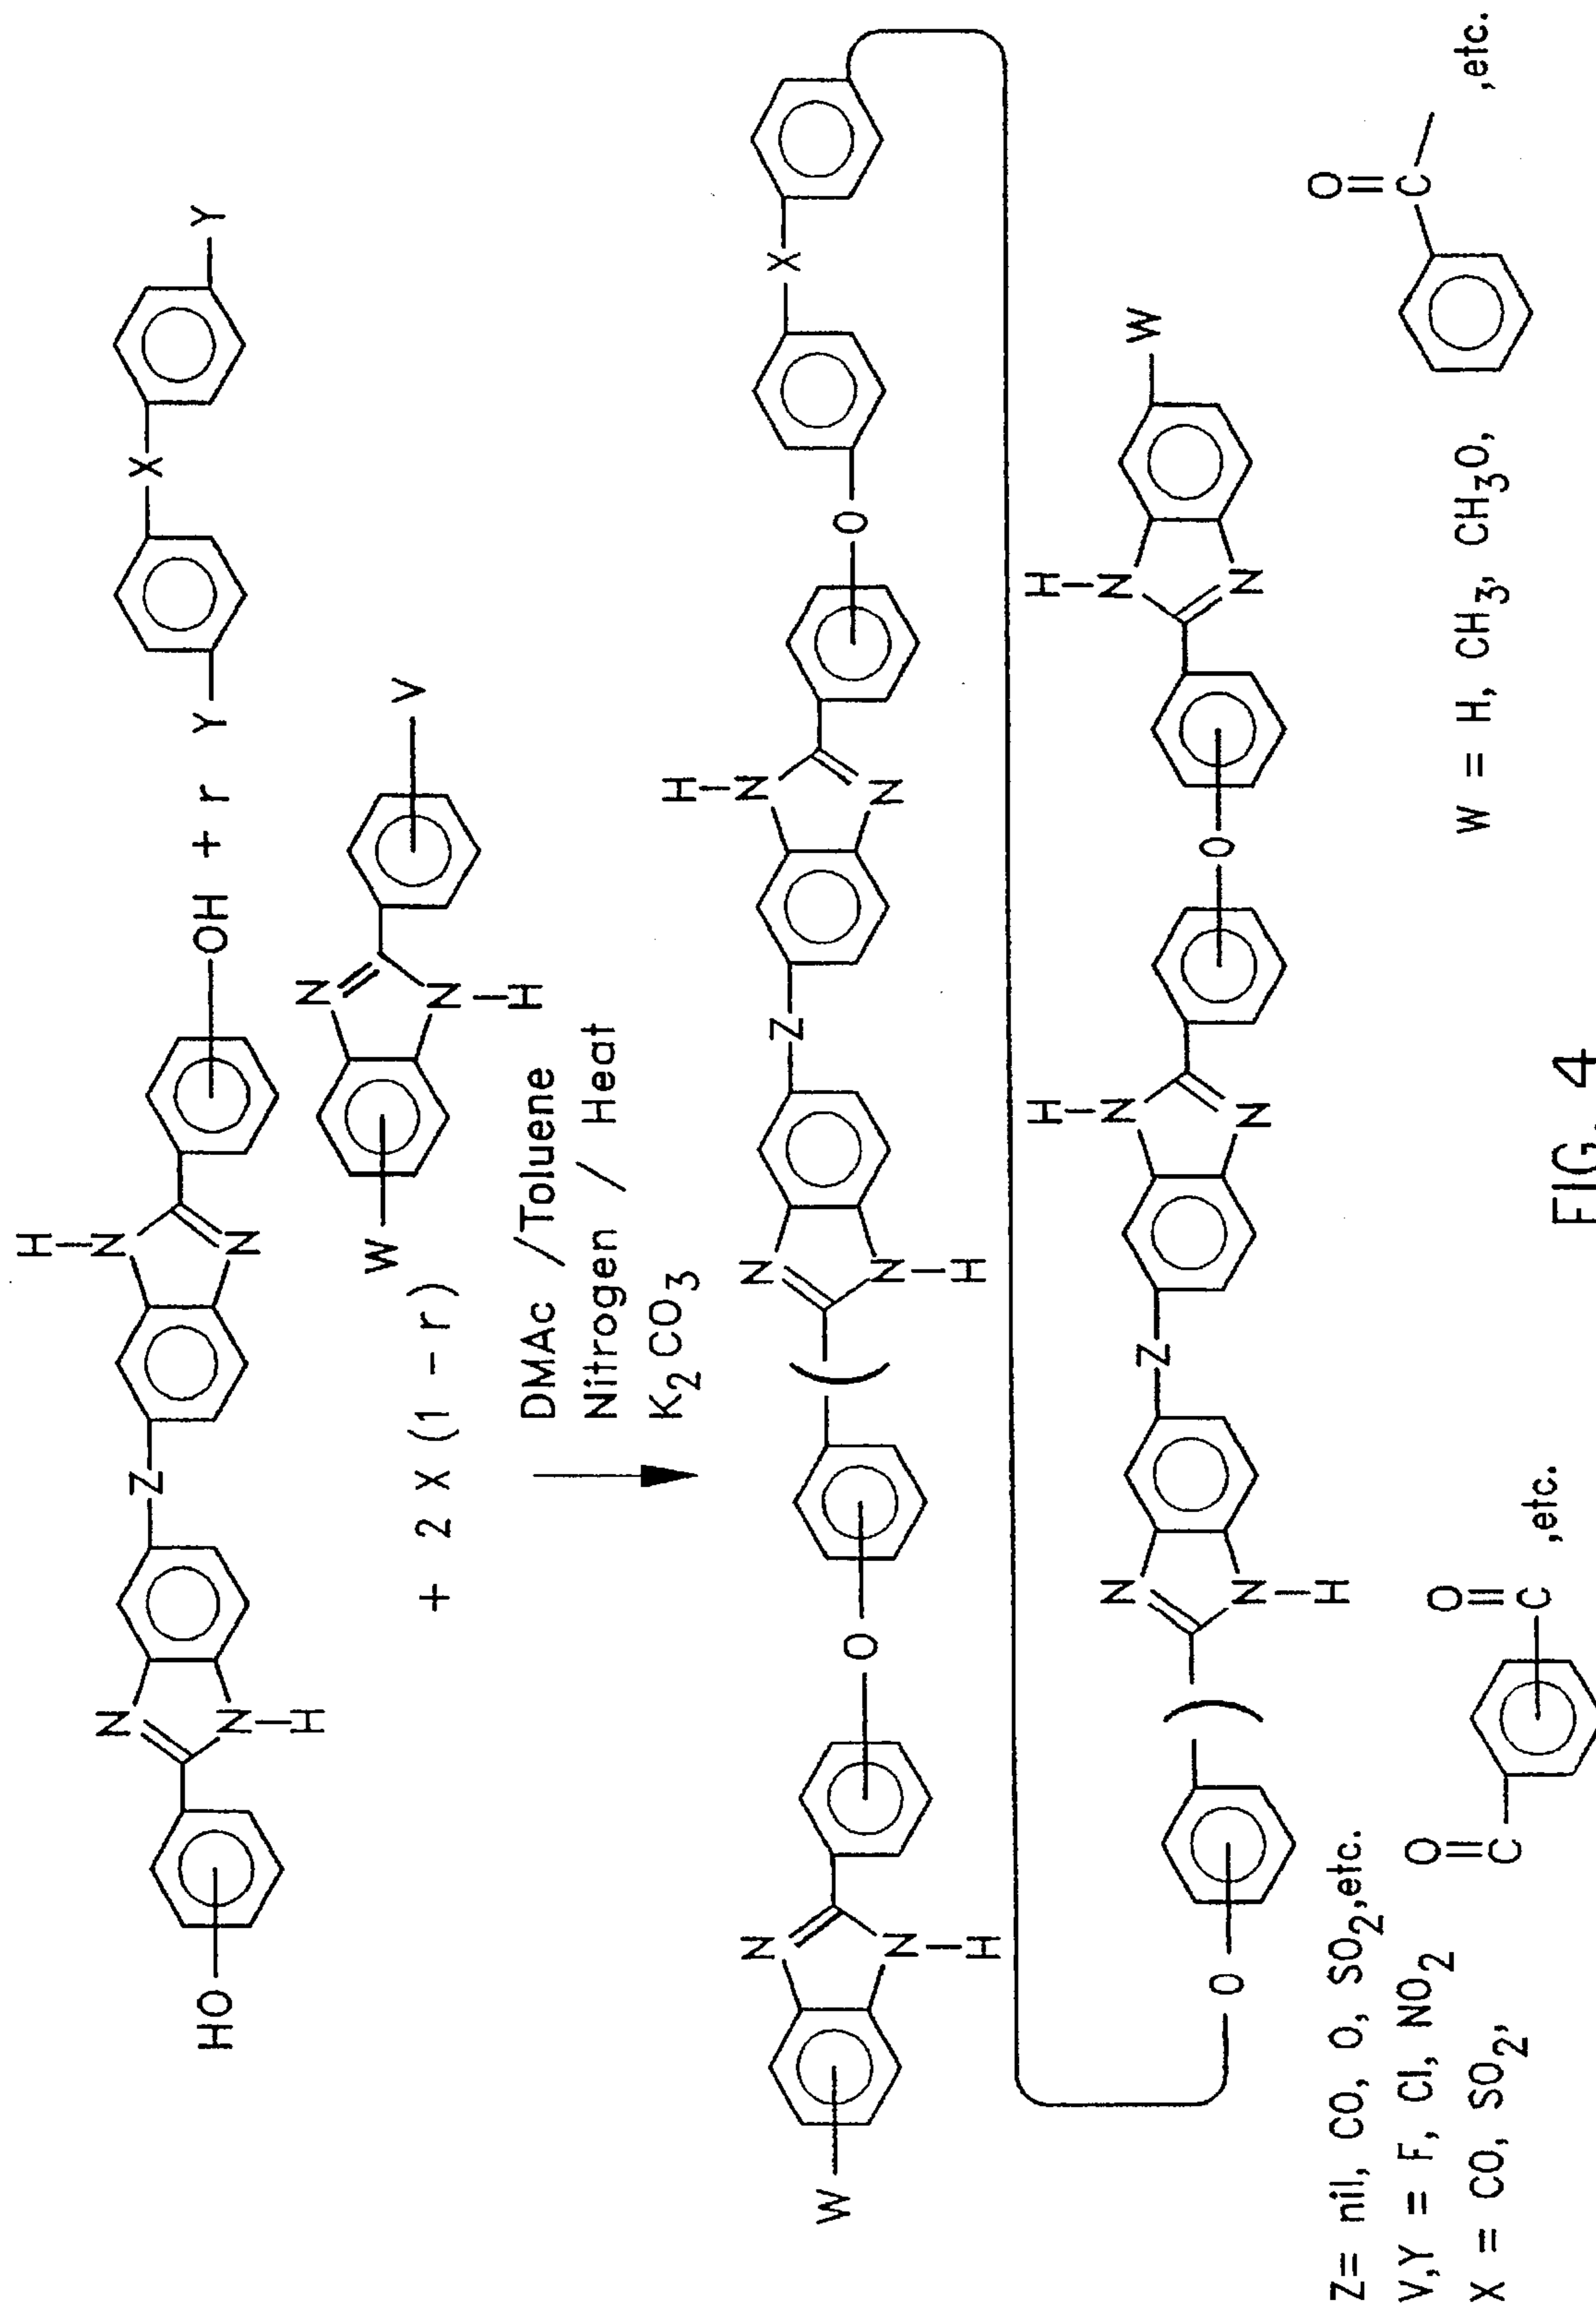 HO
N
N
H
Z
H
N
N
OH + r Y
X
Y
+ 2 X (1 - r)
W
N
N
H
V
DMAc /Toluene
Nitrogen / Heat
K2CO3
W
N
N
H
O
(
N
N
H
Z
H
N
N
O
X
O
)
N
N
H
Z
H
N
N
O
H
N
N
W
Z= nil, CO, O, SO2,etc.
V,Y = F, Cl, NO2
X = CO, SO2,
O
C
O
C
,etc.
W = H, CH3, CH3O,
O
C
,etc.
FIG. 4